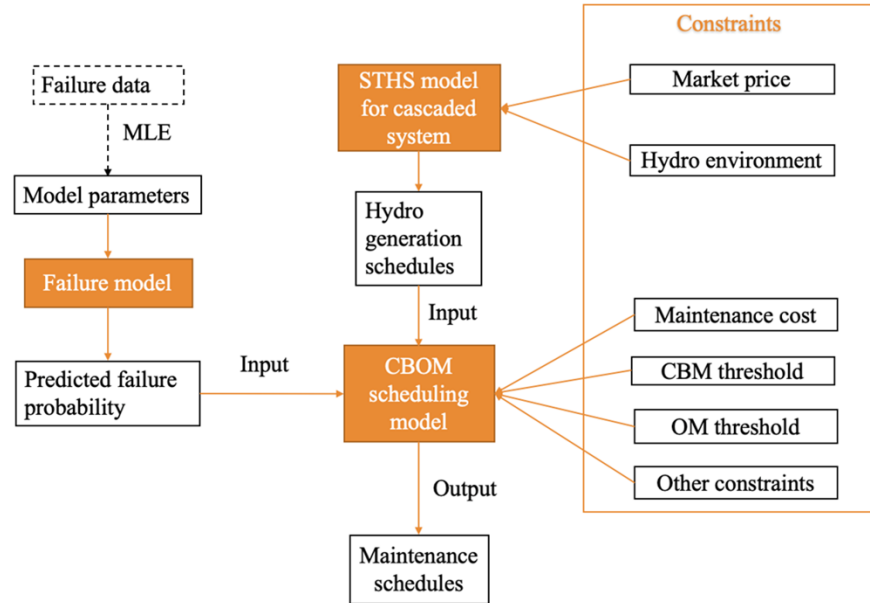 Constraints
Failure data
MLE
Model parameters
Failure model
Predicted failure
probability
Input
STHS model
for cascaded
system
Hydro
generation
schedules
Input
CBOM
scheduling
model
Output
Maintenance
schedules
Market price
Hydro environment
Maintenance cost
CBM threshold
OM threshold
Other constraints